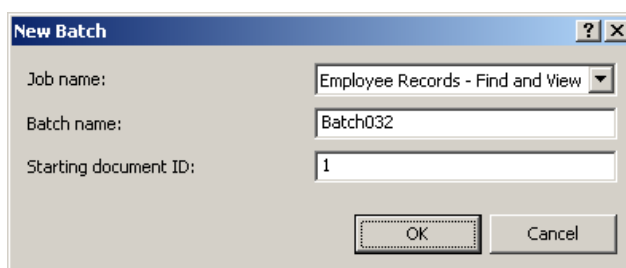 New Batch
Job name: Employee Records - Find and View
Batch name: Batch032
Starting document ID: 1
OK Cancel